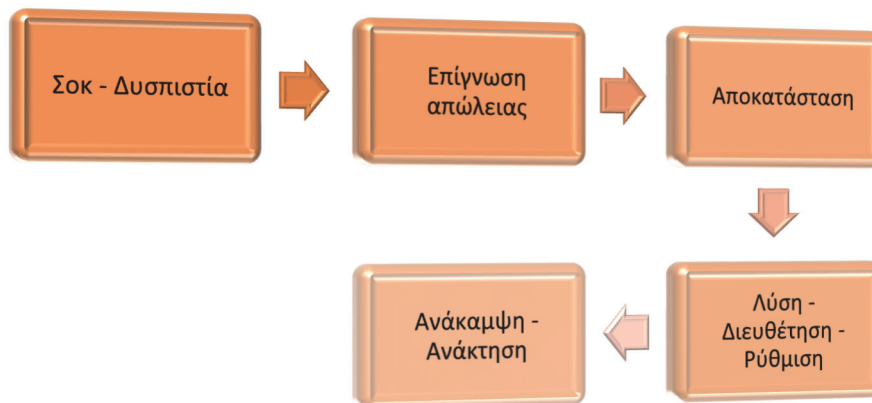 Σοκ - Δυσπιστία
Επίγνωση
απώλειας
Αποκατάσταση
Λύση -
Διευθέτηση -
Ρύθμιση
Ανάκαμψη -
Ανάκτηση